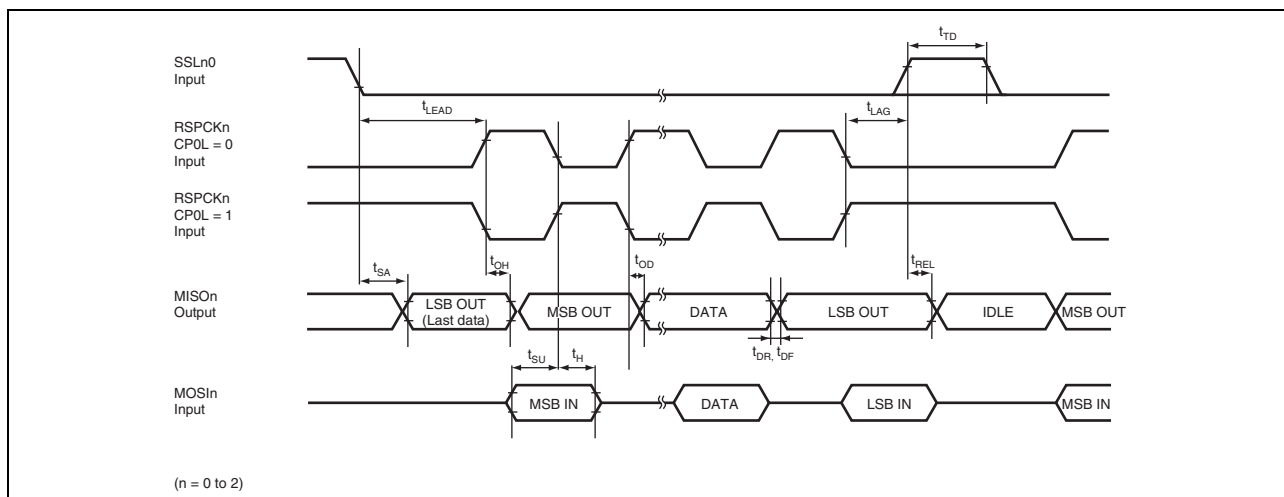 t_TD
SSLn0
Input
t_LEAD
t_LAG
RSPCKn
CP0L = 0
Input
RSPCKn
CP0L = 1
Input
t_SA
t_OH
t_OD
t_REL
MISOn
Output
LSB OUT
(Last data)
MSB OUT
DATA
LSB OUT
IDLE
MSB OUT
t_SU
t_H
t_DR, t_DF
MOSIn
Input
MSB IN
DATA
LSB IN
MSB IN
(n = 0 to 2)